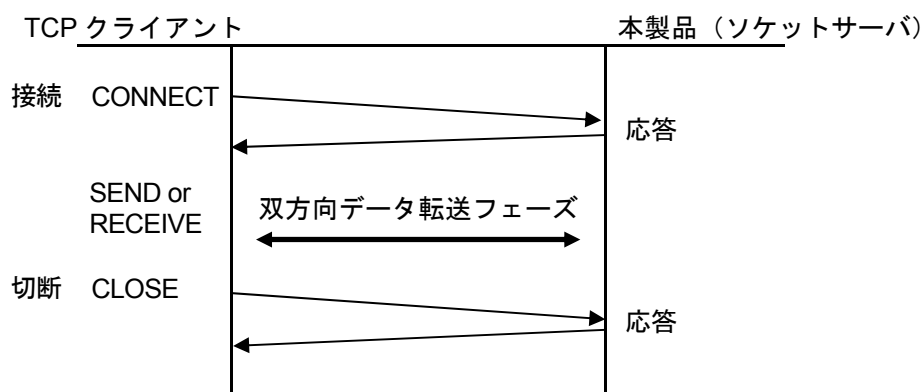 TCP クライアント 本製品（ソケットサーバ）
接続 CONNECT
応答
SEND or
RECEIVE
双方向データ転送フェーズ
切断 CLOSE
応答